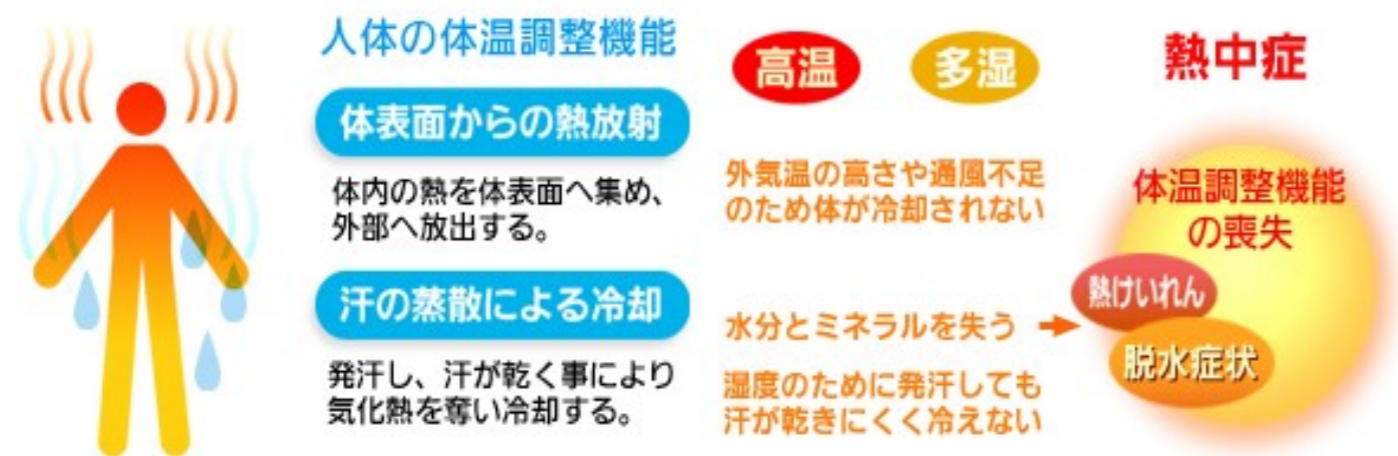 人体の体温調整機能
体表面からの熱放射
体内の熱を体表面へ集め、
外部へ放出する。
汗の蒸散による冷却
発汗し、汗が乾く事により
気化熱を奪い冷却する。
高温
多湿
外気温の高さや通風不足
のため体が冷却されない
水分とミネラルを失う
湿度のために発汗しても
汗が乾きにくく冷えない
熱中症
体温調整機能
の喪失
熱けいれん
脱水症状